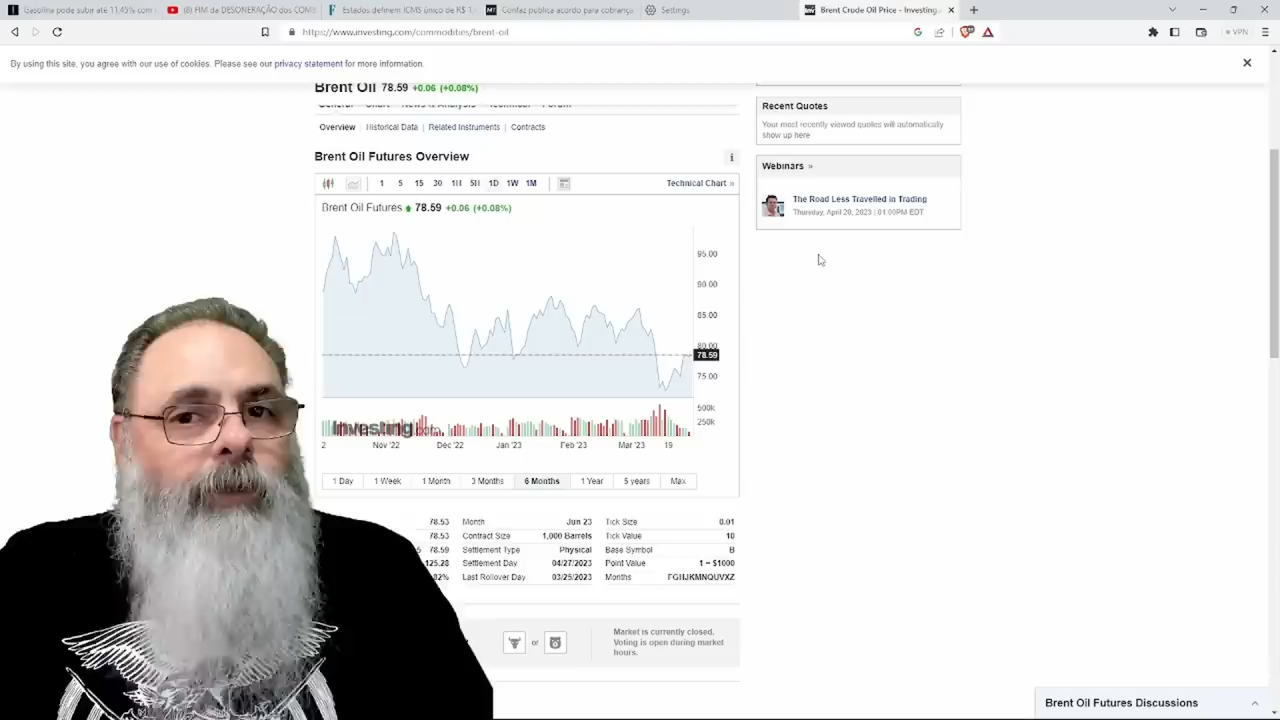 Gasolina pode subir até 11,45% com i
(8) FIM da DESONERAÇÃO dos COMB
Estados definem ICMS único de R$ 1,
Confaz publica acordo para cobrança
Settings
Brent Crude Oil Price - Investing.
https://www.investing.com/commodities/brent-oil
VPN
By using this site, you agree with our use of cookies. Please see our privacy statement for more information.
Brent Oil 78.59 +0.06 (+0.08%)
General Chart News & Analysis Technical Forum
Overview | Historical Data | Related Instruments | Contracts
Recent Quotes
Your most recently viewed quotes will automatically
show up here
Brent Oil Futures Overview
Webinars »
1 5 15 30 1H 5H 1D 1W 1M
Technical Chart »
The Road Less Travelled in Trading
Thursday, April 20, 2023 | 01:00PM EDT
Brent Oil Futures 78.59 +0.06 (+0.08%)
95.00
90.00
85.00
80.00
78.59
75.00
500k
250k
Investing.com
2 Nov '22 Dec '22 Jan '23 Feb '23 Mar '23 19
1 Day 1 Week 1 Month 3 Months 6 Months 1 Year 5 years Max
78.53 Month Jun 23 Tick Size 0.01
78.53 Contract Size 1,000 Barrels Tick Value 10
78.59 Settlement Type Physical Base Symbol B
125.28 Settlement Day 04/27/2023 Point Value 1 = $1000
Last Rollover Day 03/25/2023 Months FGHJKMNQUVXZ
or
Market is currently closed.
Voting is open during market
hours.
Brent Oil Futures Discussions